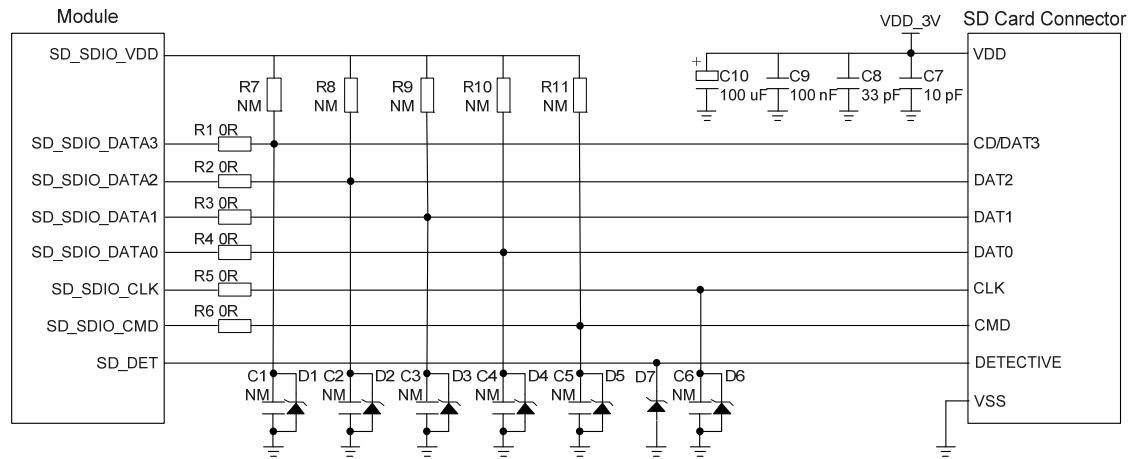 Module
VDD_3V
SD Card Connector
SD_SDIO_VDD
VDD
R7
NM
R8
NM
R9
NM
R10
NM
R11
NM
+
C10
100 uF
C9
100 nF
C8
33 pF
C7
10 pF
SD_SDIO_DATA3
R1 0R
CD/DAT3
SD_SDIO_DATA2
R2 0R
DAT2
SD_SDIO_DATA1
R3 0R
DAT1
SD_SDIO_DATA0
R4 0R
DAT0
SD_SDIO_CLK
R5 0R
CLK
SD_SDIO_CMD
R6 0R
CMD
SD_DET
DETECTIVE
C1
NM
D1
C2
NM
D2
C3
NM
D3
C4
NM
D4
C5
NM
D5
D7
C6
NM
D6
VSS